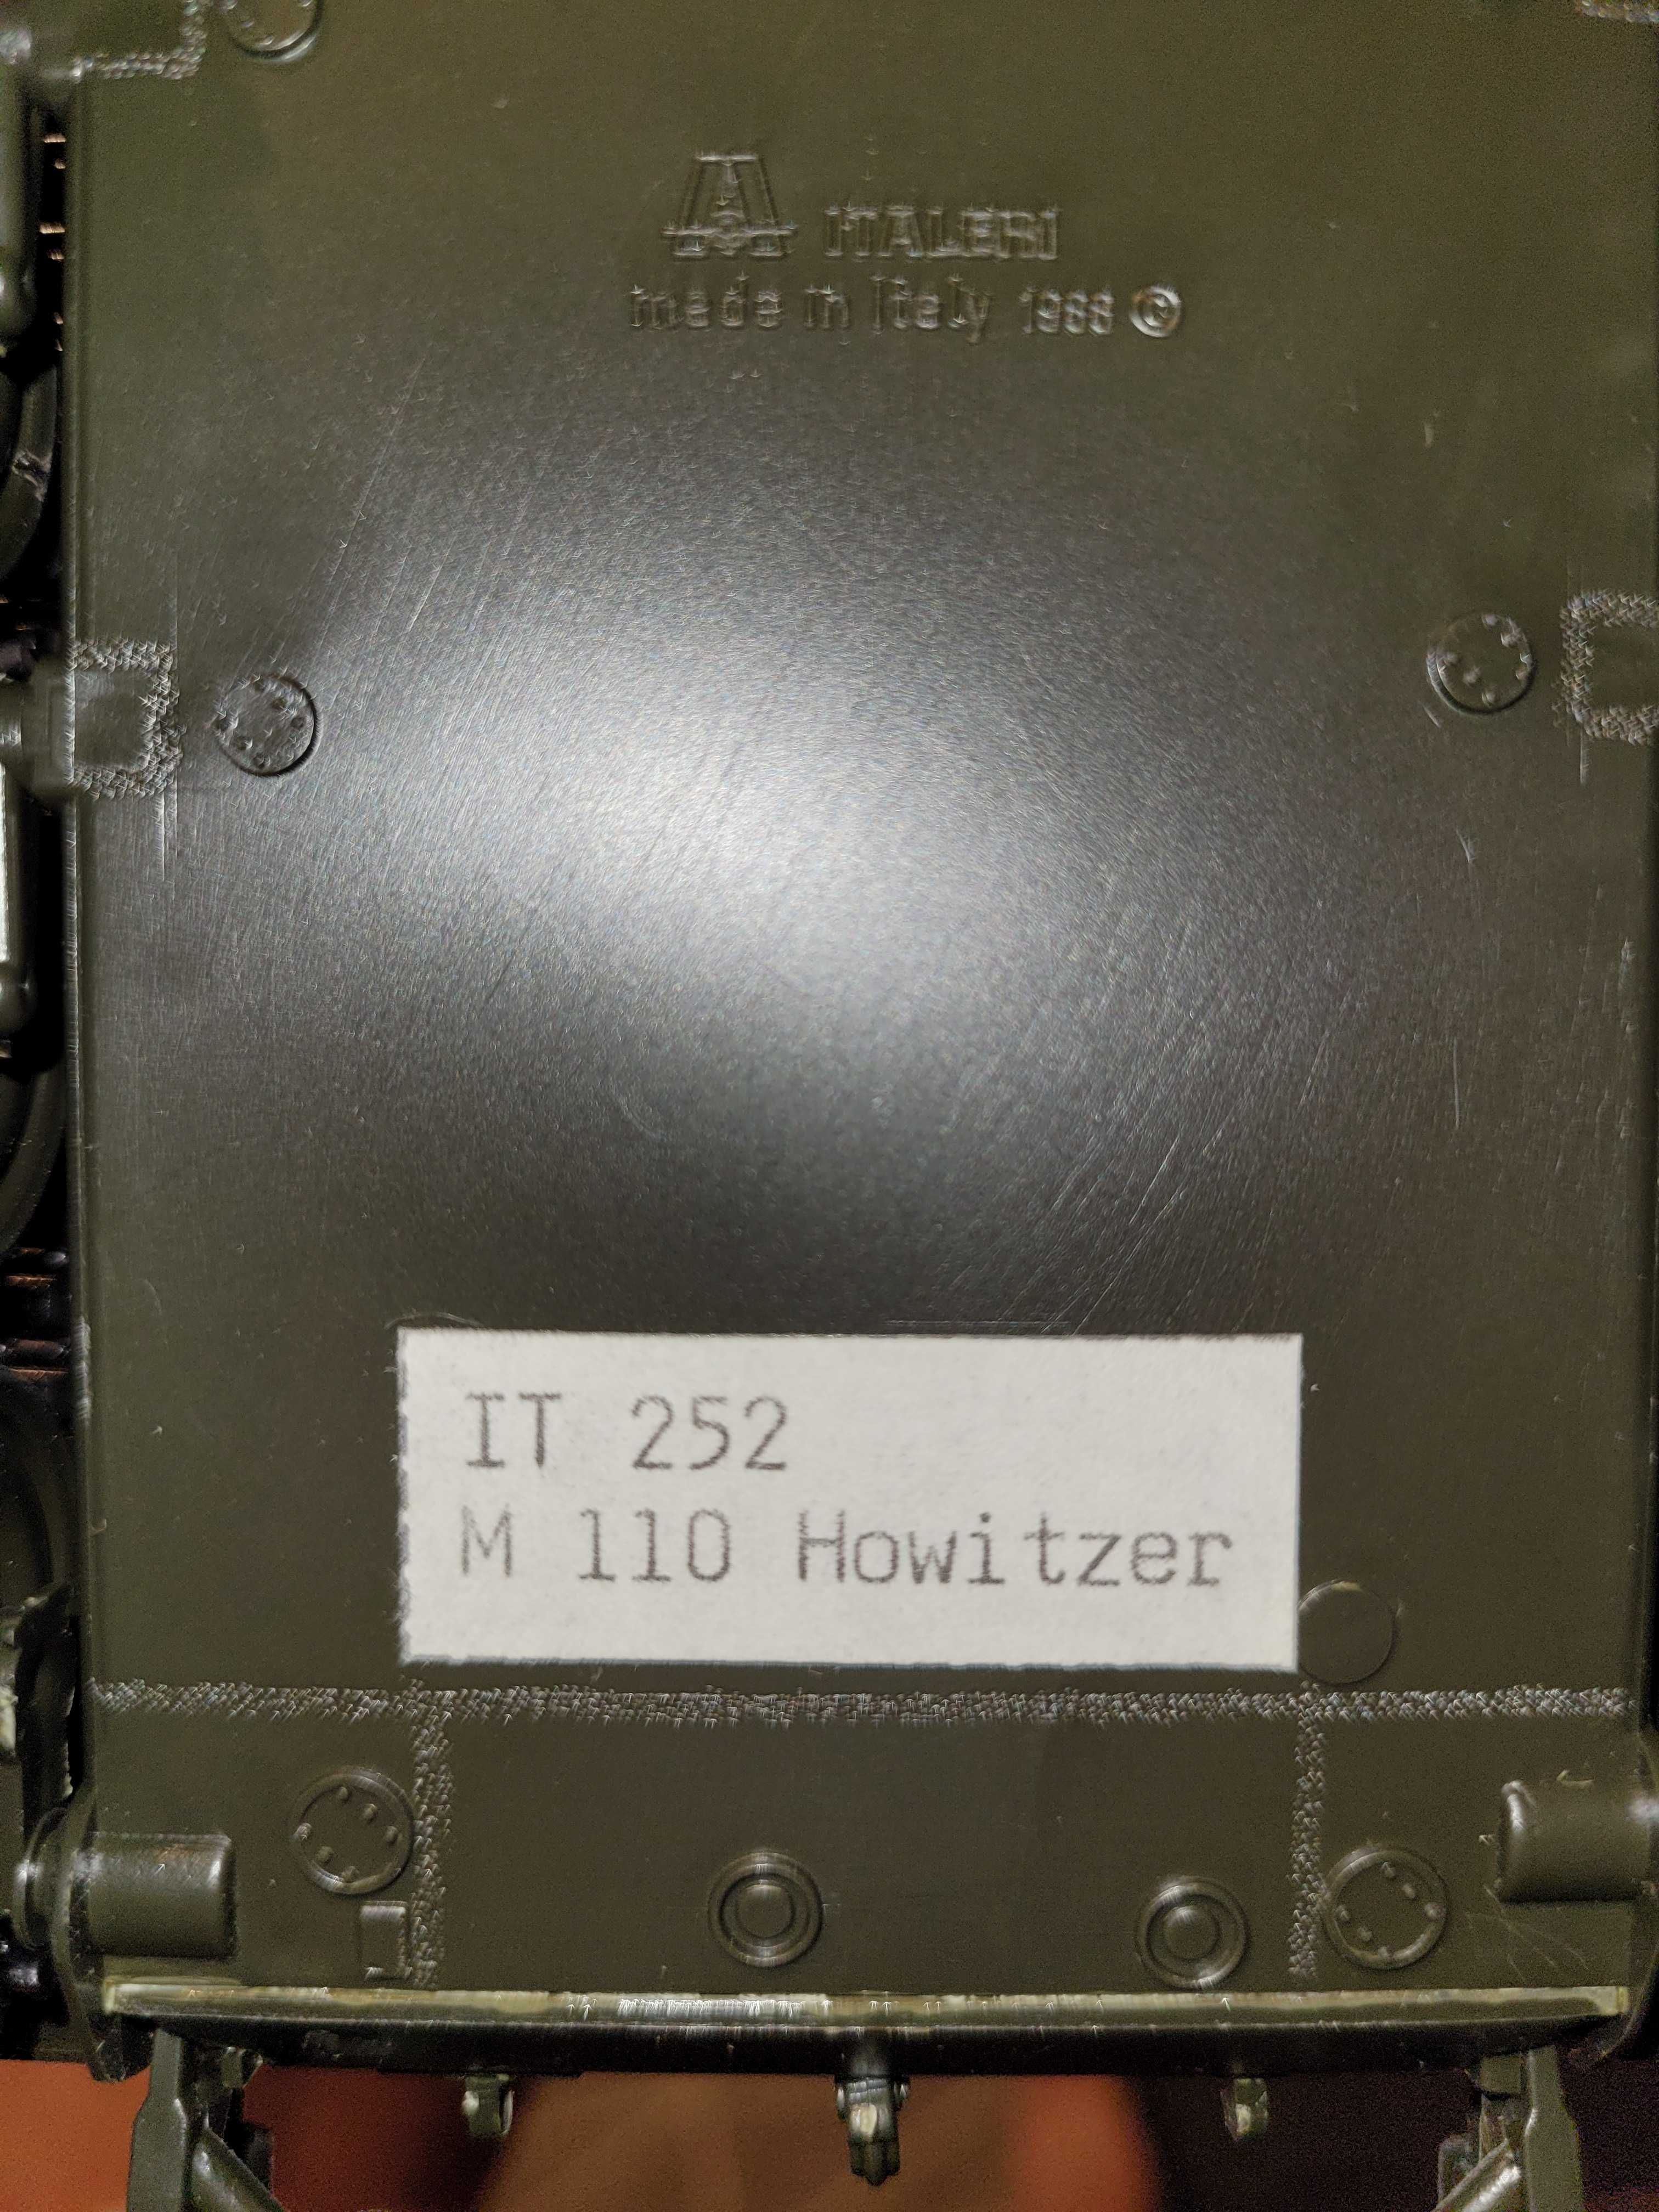 ITALERI
made in Italy 1988 ©
IT 252
M 110 Howitzer